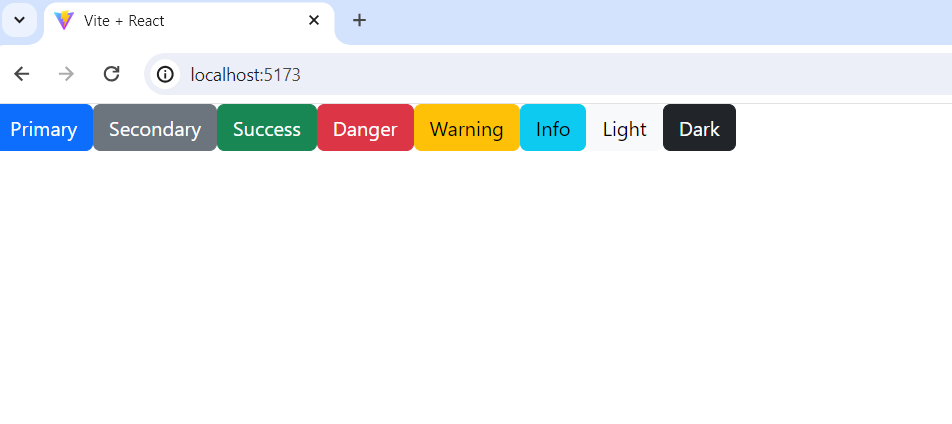 Vite + React
localhost:5173
Primary Secondary Success Danger Warning Info Light Dark